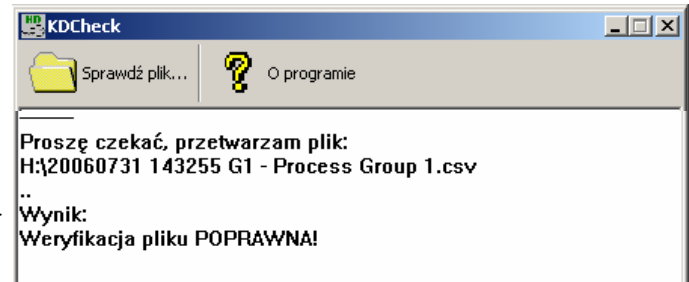 HD
KDCheck
Sprawdź plik...
O programie
Proszę czekać, przetwarzam plik:
H:\20060731 143255 G1 - Process Group 1.csv
..
Wynik:
Weryfikacja pliku POPRAWNA!